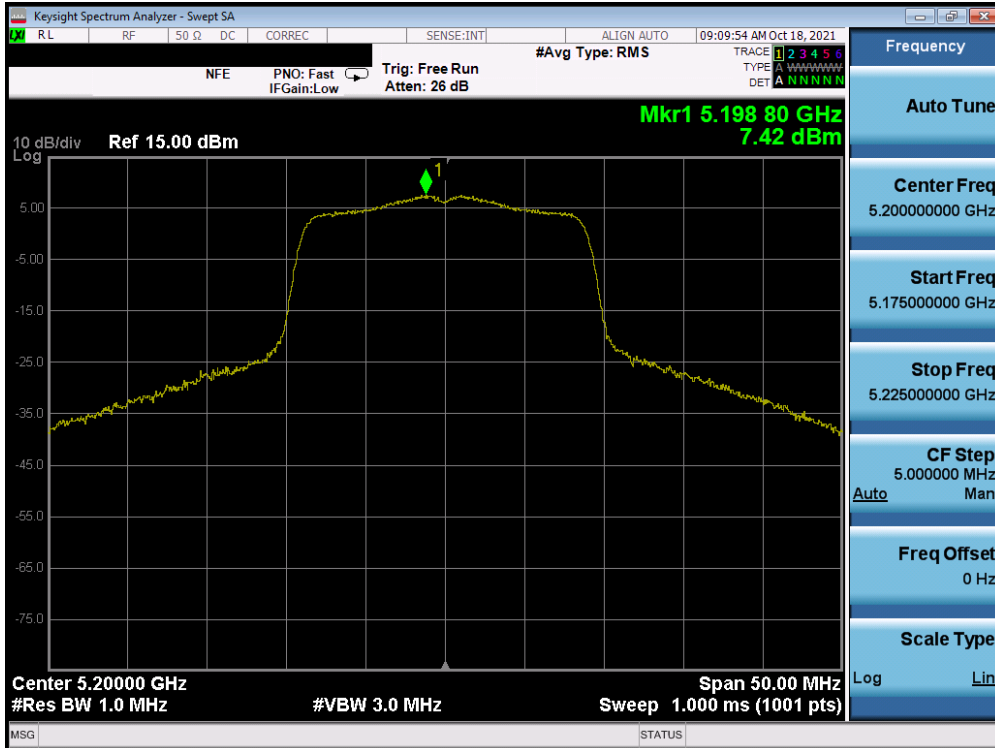 Keysight Spectrum Analyzer - Swept SA
LXI RL RF 50 Ω DC CORREC SENSE:INT ALIGN AUTO 09:09:54 AM Oct 18, 2021
NFE PNO: Fast IFGain:Low Trig: Free Run Atten: 26 dB #Avg Type: RMS
TRACE 1 2 3 4 5 6
TYPE A WWWWW
DET A N N N N N
Mkr1 5.198 80 GHz
7.42 dBm
10 dB/div Ref 15.00 dBm
Log
1
5.00
-5.00
-15.0
-25.0
-35.0
-45.0
-55.0
-65.0
-75.0
Center 5.20000 GHz Span 50.00 MHz
#Res BW 1.0 MHz #VBW 3.0 MHz Sweep 1.000 ms (1001 pts)
MSG STATUS
Frequency
Auto Tune
Center Freq
5.200000000 GHz
Start Freq
5.175000000 GHz
Stop Freq
5.225000000 GHz
CF Step
5.000000 MHz
Auto Man
Freq Offset
0 Hz
Scale Type
Log Lin